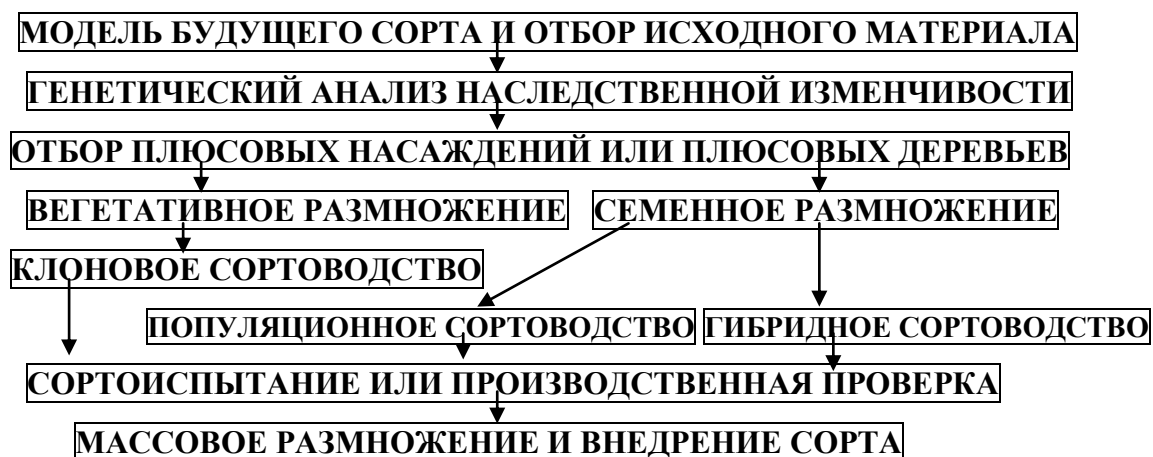 МОДЕЛЬ БУДУЩЕГО СОРТА И ОТБОР ИСХОДНОГО МАТЕРИАЛА
ГЕНЕТИЧЕСКИЙ АНАЛИЗ НАСЛЕДСТВЕННОЙ ИЗМЕНЧИВОСТИ
ОТБОР ПЛЮСОВЫХ НАСАЖДЕНИЙ ИЛИ ПЛЮСОВЫХ ДЕРЕВЬЕВ
ВЕГЕТАТИВНОЕ РАЗМНОЖЕНИЕ СЕМЕННОЕ РАЗМНОЖЕНИЕ
КЛОНОВОЕ СОРТОВОДСТВО
ПОПУЛЯЦИОННОЕ СОРТОВОДСТВО ГИБРИДНОЕ СОРТОВОДСТВО
СОРТОИСПЫТАНИЕ ИЛИ ПРОИЗВОДСТВЕННАЯ ПРОВЕРКА
МАССОВОЕ РАЗМНОЖЕНИЕ И ВНЕДРЕНИЕ СОРТА